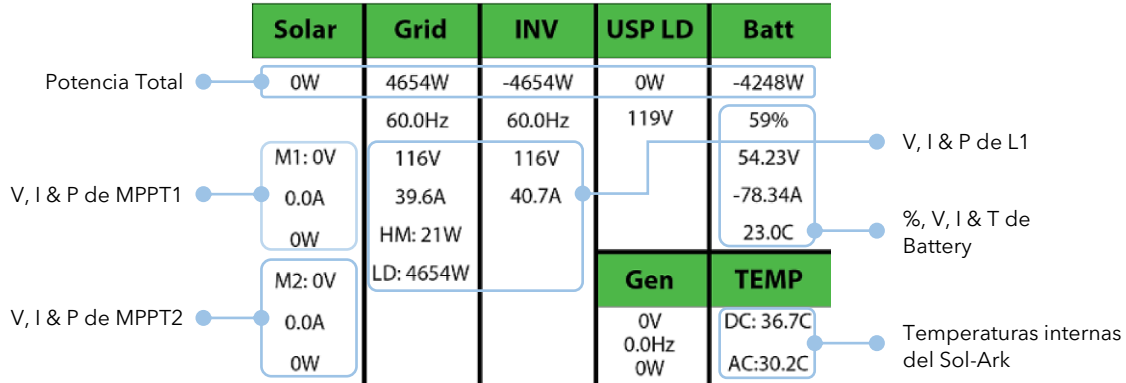 Solar Grid INV USP LD Batt
Potencia Total 0W 4654W -4654W 0W -4248W
60.0Hz 60.0Hz 119V 59%
V, I & P de L1
M1: 0V 116V 116V 54.23V
V, I & P de MPPT1 0.0A 39.6A 40.7A -78.34A
0W HM: 21W 23.0C
%, V, I & T de
Battery
LD: 4654W
M2: 0V Gen TEMP
V, I & P de MPPT2 0.0A 0V DC: 36.7C
0.0Hz
0W 0W AC:30.2C
Temperaturas internas
del Sol-Ark